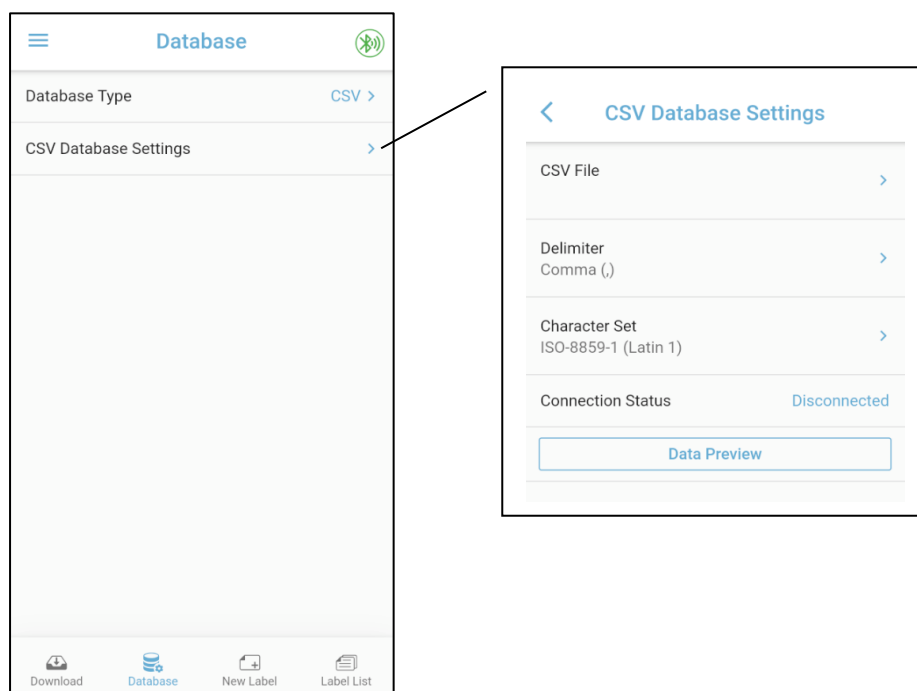 Database
Database Type
CSV
CSV Database Settings
Download
Database
New Label
Label List
CSV Database Settings
CSV File
Delimiter
Comma (,)
Character Set
ISO-8859-1 (Latin 1)
Connection Status
Disconnected
Data Preview